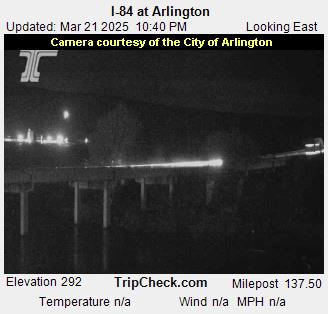 I-84 at Arlington
Updated: Mar 21 2025 10:40 PM Looking East
Camera courtesy of the City of Arlington
Elevation 292 TripCheck.com Milepost 137.50
Temperature n/a Wind n/a MPH n/a